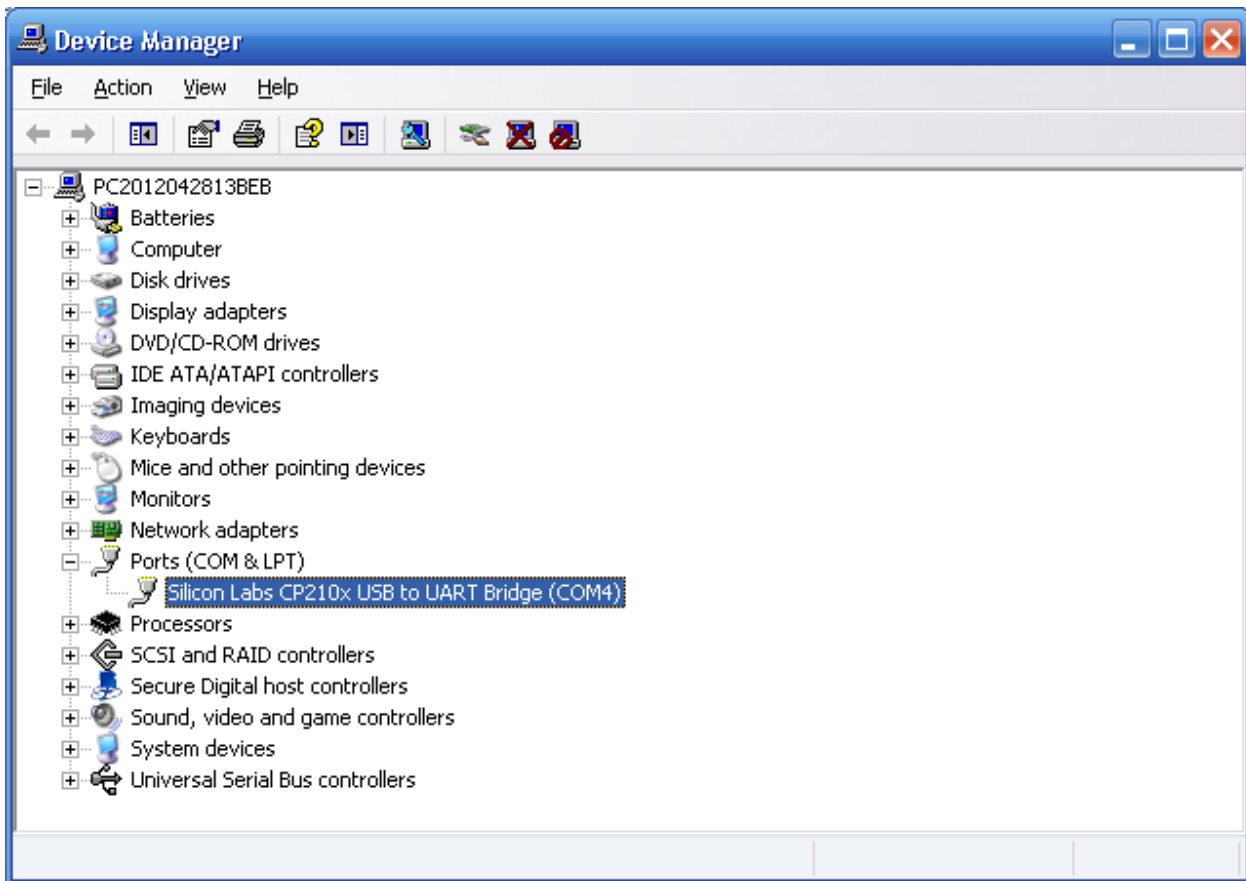 Device Manager
File Action View Help
PC2012042813BEB
Batteries
Computer
Disk drives
Display adapters
DVD/CD-ROM drives
IDE ATA/ATAPI controllers
Imaging devices
Keyboards
Mice and other pointing devices
Monitors
Network adapters
Ports (COM & LPT)
Silicon Labs CP210x USB to UART Bridge (COM4)
Processors
SCSI and RAID controllers
Secure Digital host controllers
Sound, video and game controllers
System devices
Universal Serial Bus controllers